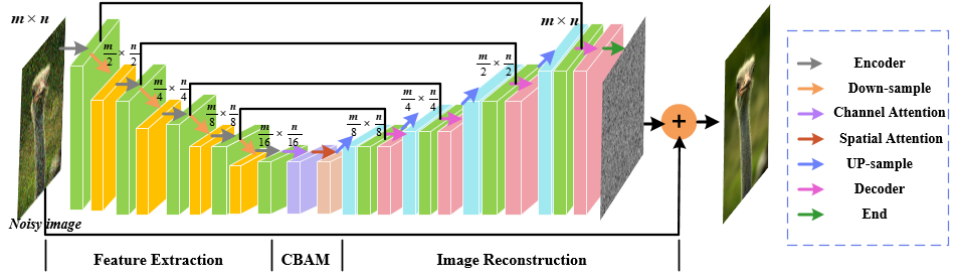 m × n
m/2 × n/2
m/4 × n/4
m/8 × n/8
m/16 × n/16
m/8 × n/8
m/4 × n/4
m/2 × n/2
m × n
+
Noisy image
Feature Extraction
CBAM
Image Reconstruction
Encoder
Down-sample
Channel Attention
Spatial Attention
UP-sample
Decoder
End